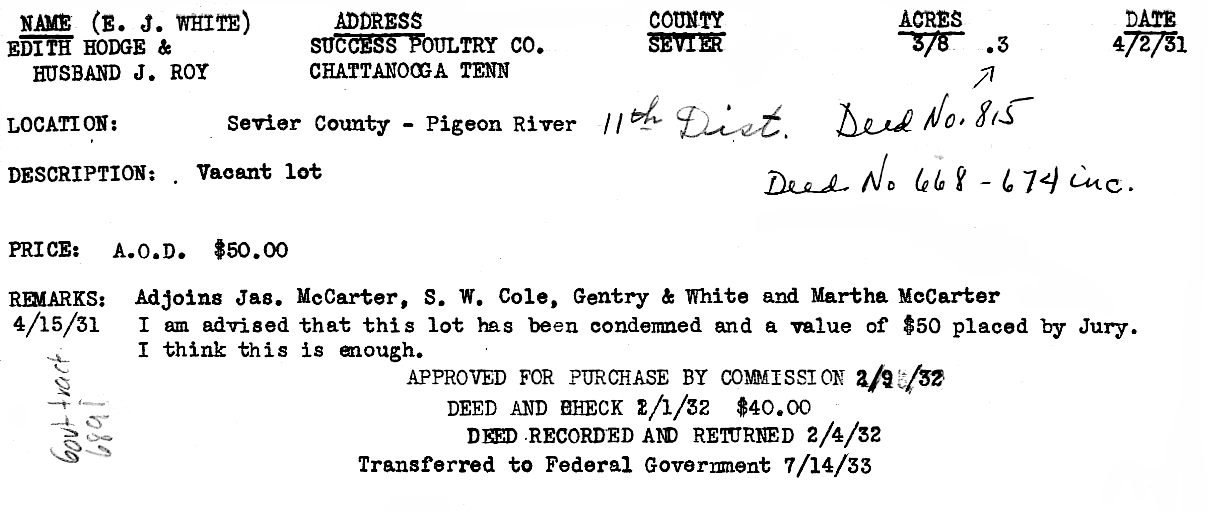 NAME (E. J. WHITE) ADDRESS COUNTY ACRES DATE
EDITH HODGE & SUCCESS POULTRY CO. SEVIER 3/8 .3 4/2/31
HUSBAND J. ROY CHATTANOOGA TENN
LOCATION: Sevier County - Pigeon River 11th Dist. Deed No. 815
DESCRIPTION: Vacant lot
Deed No 668 - 674 inc.
PRICE: A.O.D. $50.00
REMARKS: Adjoins Jas. McCarter, S. W. Cole, Gentry & White and Martha McCarter
4/15/31 I am advised that this lot has been condemned and a value of $50 placed by Jury.
I think this is enough.
APPROVED FOR PURCHASE BY COMMISSION 2/9 /32
DEED AND CHECK 2/1/32 $40.00
DEED RECORDED AND RETURNED 2/4/32
Transferred to Federal Government 7/14/33
Govt tract
6891